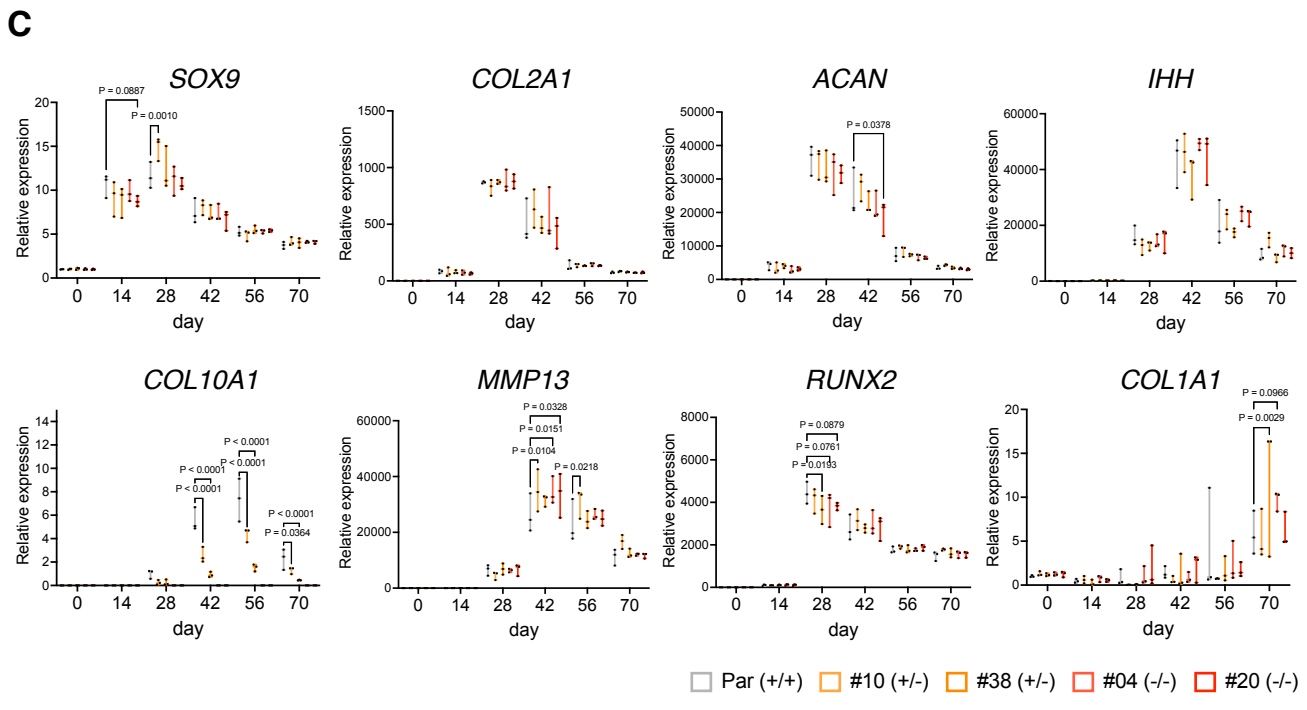 C
SOX9
P = 0.0887
P = 0.0010
20
15
10
5
0
Relative expression
0 14 28 42 56 70
day
COL2A1
1500
1000
500
0
Relative expression
0 14 28 42 56 70
day
ACAN
P = 0.0378
50000
40000
30000
20000
10000
0
Relative expression
0 14 28 42 56 70
day
IHH
60000
40000
20000
0
Relative expression
0 14 28 42 56 70
day
COL10A1
P < 0.0001
P < 0.0001
P < 0.0001
P < 0.0001
P < 0.0001
P = 0.0364
14
12
10
8
6
4
2
0
Relative expression
0 14 28 42 56 70
day
MMP13
P = 0.0328
P = 0.0151
P = 0.0104
P = 0.0218
60000
40000
20000
0
Relative expression
0 14 28 42 56 70
day
RUNX2
P = 0.0879
P = 0.0761
P = 0.0193
8000
6000
4000
2000
0
Relative expression
0 14 28 42 56 70
day
COL1A1
P = 0.0966
P = 0.0029
20
15
10
5
0
Relative expression
0 14 28 42 56 70
day
Par (+/+) #10 (+/-) #38 (+/-) #04 (-/-) #20 (-/-)